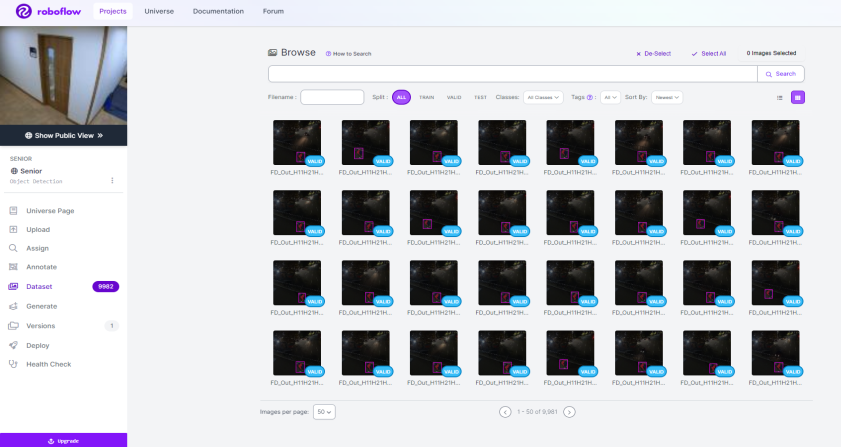 roboflow Projects Universe Documentation Forum
Browse How to Search De-Select Select All 0 Images Selected
Search
Filename : Split : ALL TRAIN VALID TEST Classes: All Classes Tags : All Sort By: Newest
Show Public View
SENIOR
Senior
Object Detection
Universe Page
Upload
Assign
Annotate
Dataset 9982
Generate
Versions 1
Deploy
Health Check
Upgrade
VALID VALID VALID VALID VALID VALID VALID VALID
FD_Out_H11H21H... FD_Out_H11H21H... FD_Out_H11H21H... FD_Out_H11H21H... FD_Out_H11H21H... FD_Out_H11H21H... FD_Out_H11H21H... FD_Out_H11H21H...
VALID VALID VALID VALID VALID VALID VALID VALID
FD_Out_H11H21H... FD_Out_H11H21H... FD_Out_H11H21H... FD_Out_H11H21H... FD_Out_H11H21H... FD_Out_H11H21H... FD_Out_H11H21H... FD_Out_H11H21H...
VALID VALID VALID VALID VALID VALID VALID VALID
FD_Out_H11H21H... FD_Out_H11H21H... FD_Out_H11H21H... FD_Out_H11H21H... FD_Out_H11H21H... FD_Out_H11H21H... FD_Out_H11H21H... FD_Out_H11H21H...
VALID VALID VALID VALID VALID VALID VALID VALID
FD_Out_H11H21H... FD_Out_H11H21H... FD_Out_H11H21H... FD_Out_H11H21H... FD_Out_H11H21H... FD_Out_H11H21H... FD_Out_H11H21H... FD_Out_H11H21H...
Images per page: 50 1 - 50 of 9,981